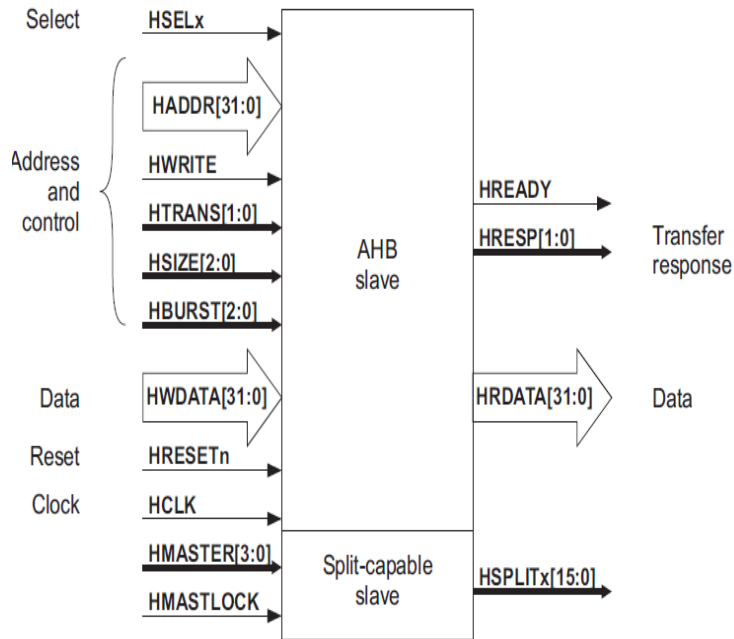 Select
HSELx
HADDR[31:0]
Address
and
control
HWRITE
HTRANS[1:0]
HSIZE[2:0]
HBURST[2:0]
AHB
slave
HREADY
HRESP[1:0]
Transfer
response
Data
HWDATA[31:0]
HRDATA[31:0]
Data
Reset
HRESETn
Clock
HCLK
HMASTER[3:0]
HMASTLOCK
Split-capable
slave
HSPLITx[15:0]